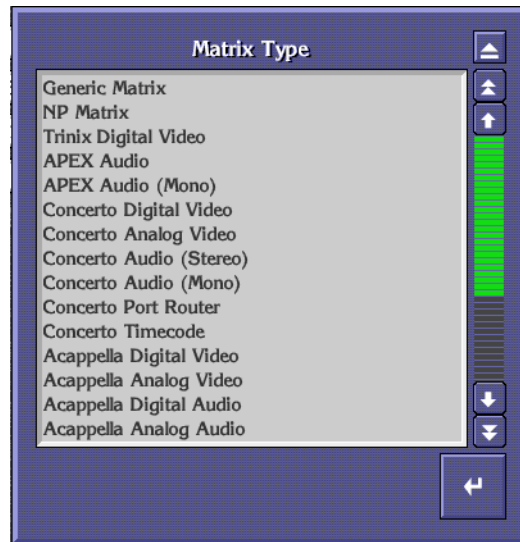 Matrix Type
Generic Matrix
NP Matrix
Trinix Digital Video
APEX Audio
APEX Audio (Mono)
Concerto Digital Video
Concerto Analog Video
Concerto Audio (Stereo)
Concerto Audio (Mono)
Concerto Port Router
Concerto Timecode
Acappella Digital Video
Acappella Analog Video
Acappella Digital Audio
Acappella Analog Audio